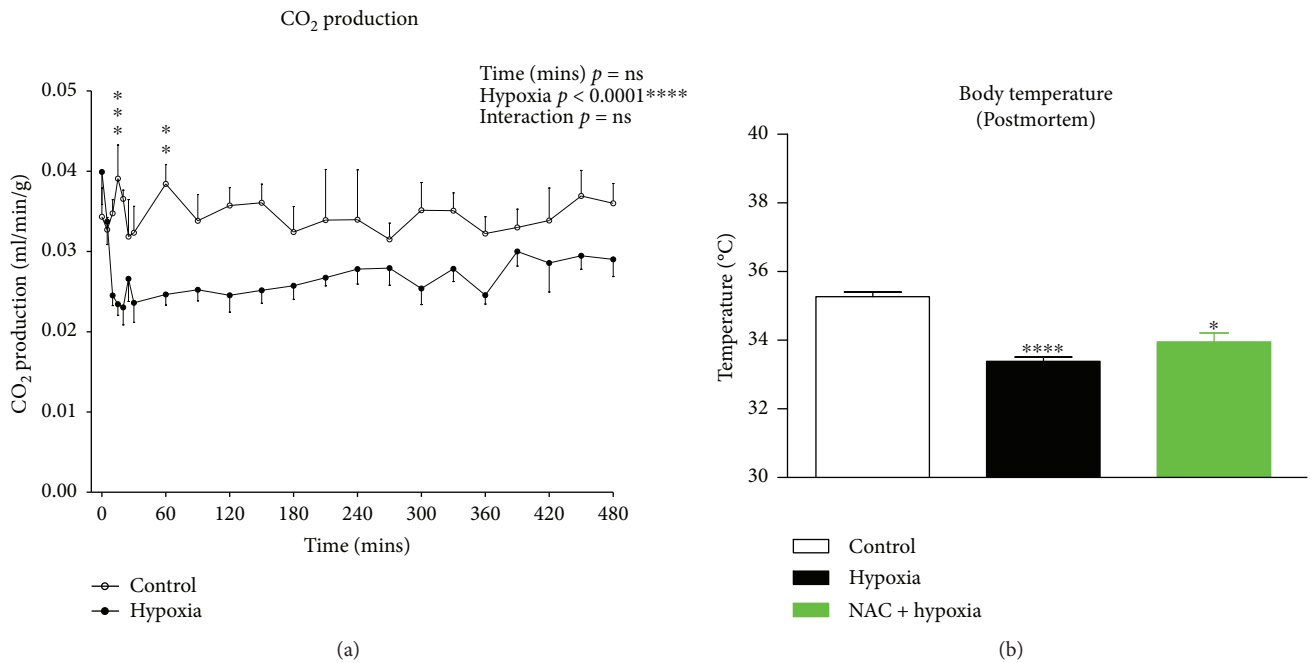 CO₂ production
Time (mins) p = ns
Hypoxia p < 0.0001****
Interaction p = ns
***
**
0.05
0.04
0.03
0.02
0.01
0.00
CO₂ production (ml/min/g)
0 60 120 180 240 300 360 420 480
Time (mins)
Control
Hypoxia
(a)
Body temperature
(Postmortem)
40
38
36
34
32
30
Temperature (°C)
****
*
Control
Hypoxia
NAC + hypoxia
(b)